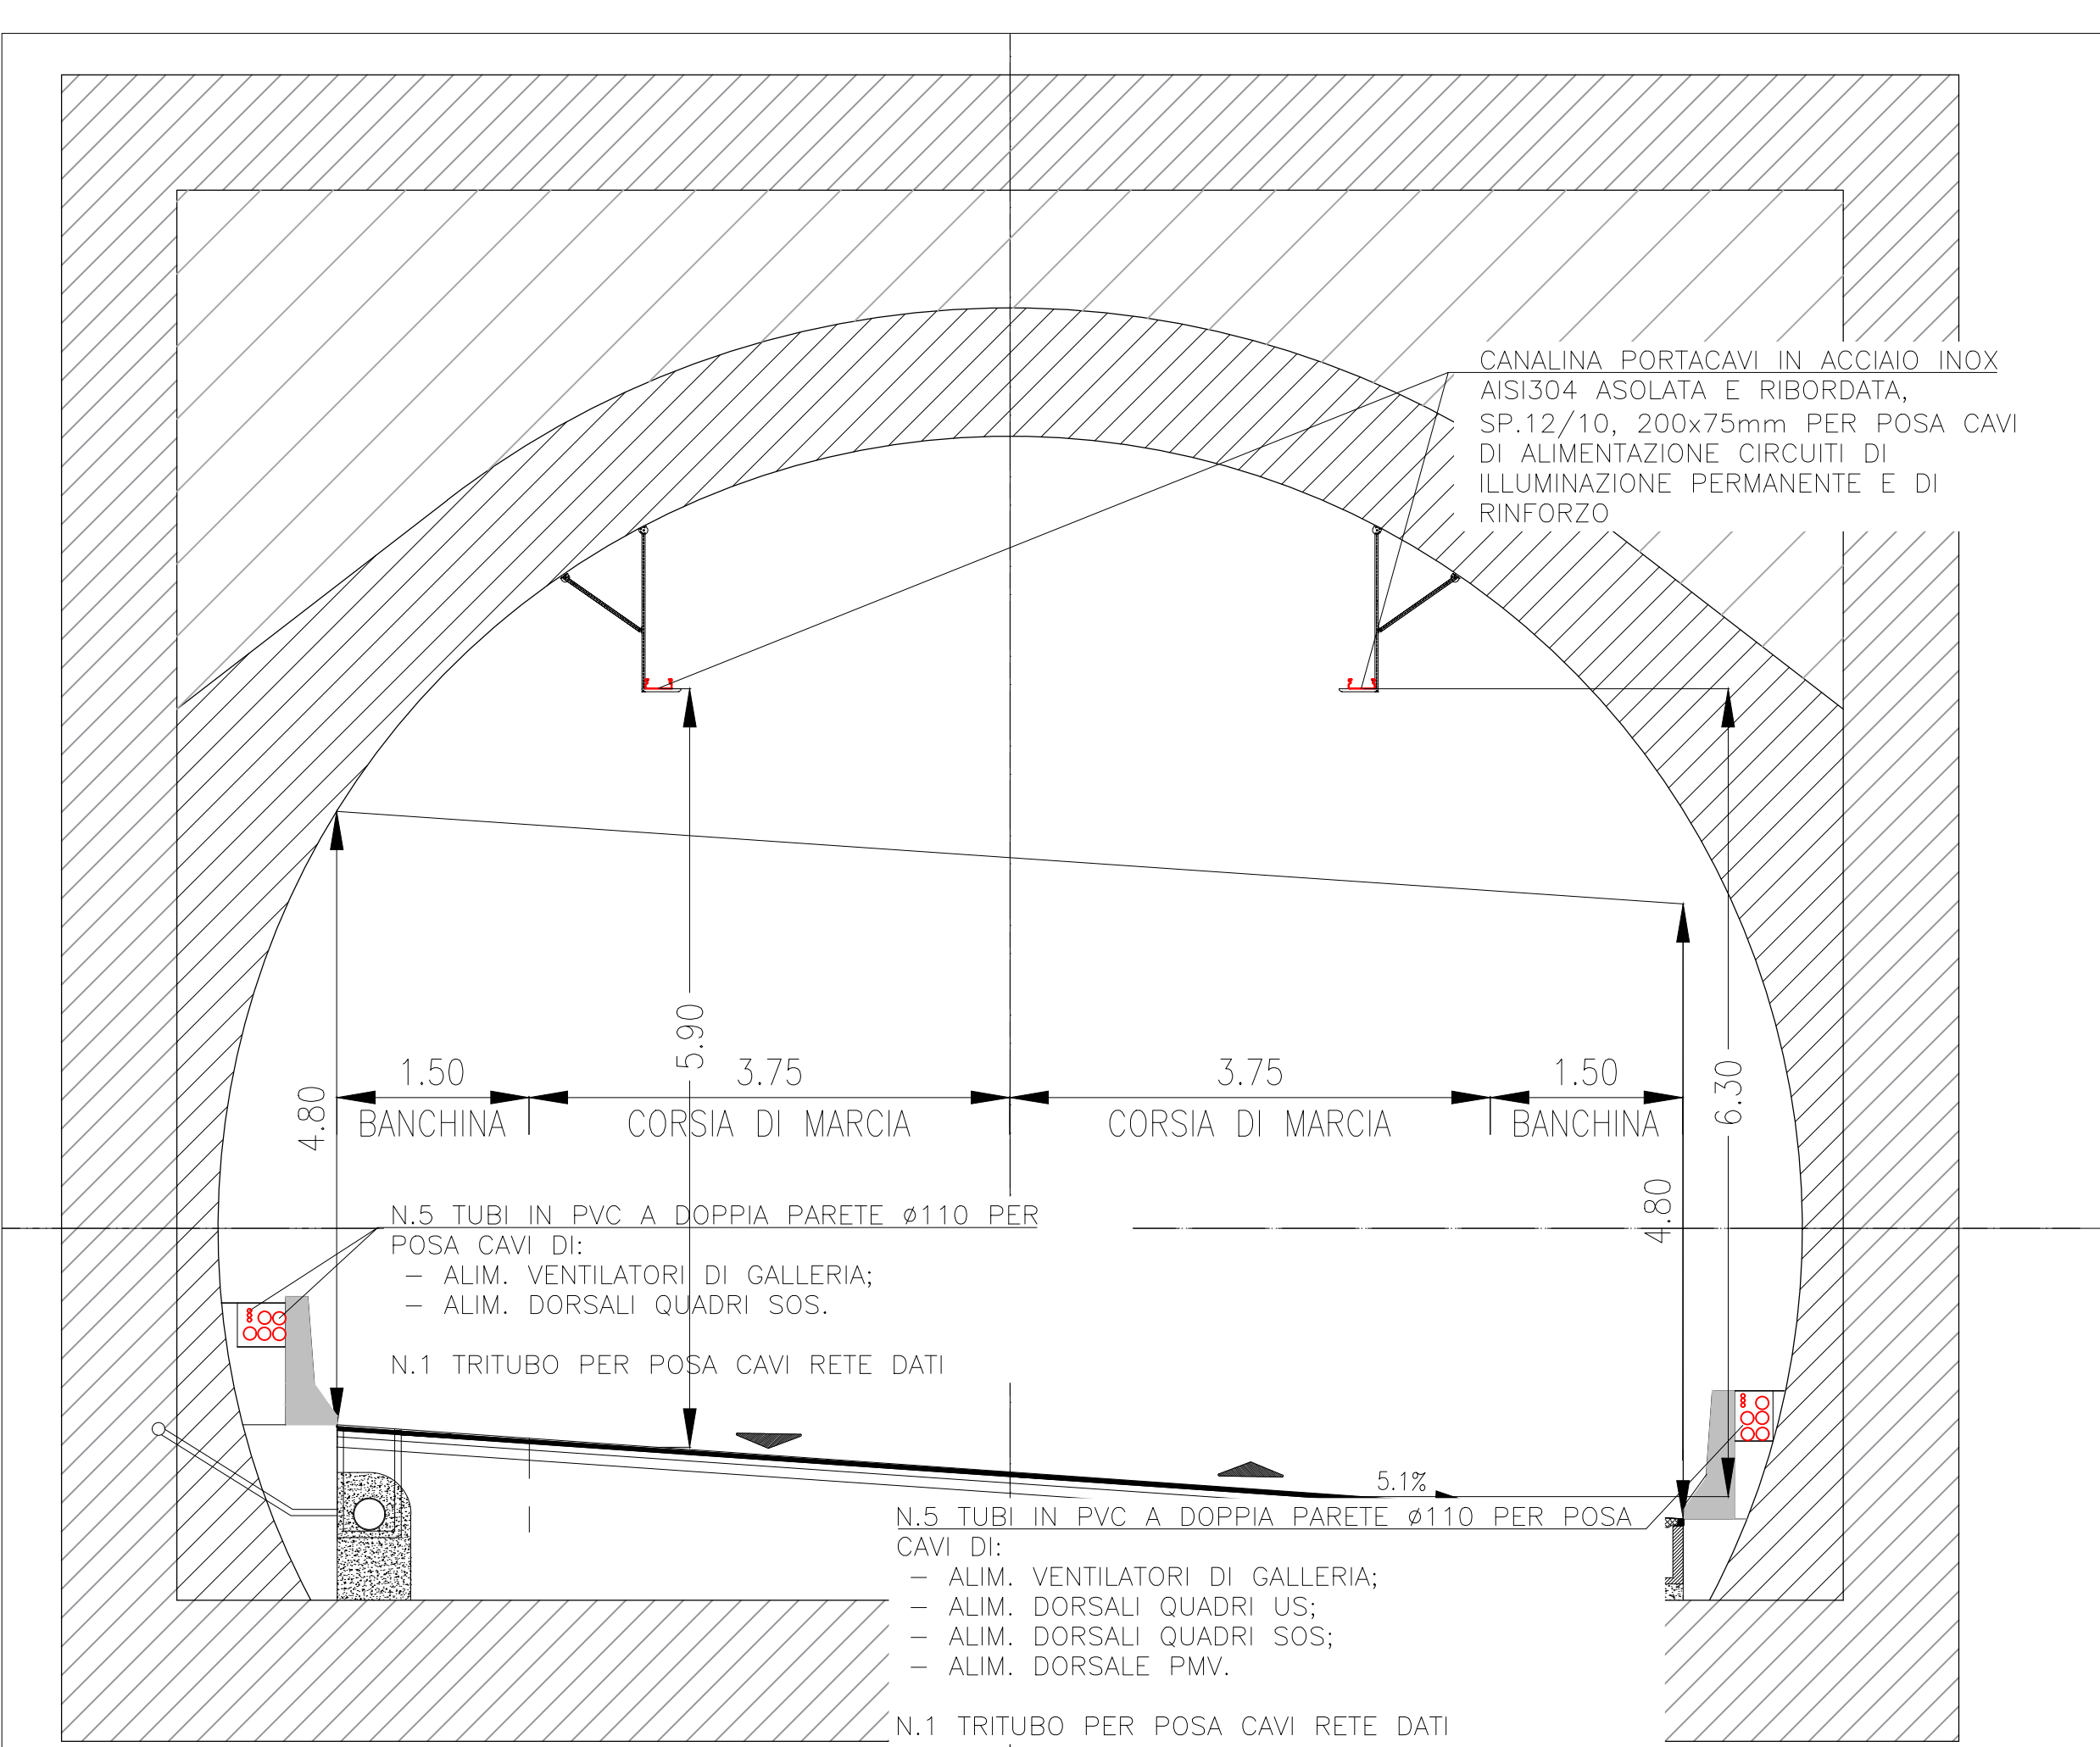 CANALINA PORTACAVI IN ACCIAIO INOX
AISI304 ASOLATA E RIBORDATA,
SP.12/10, 200x75mm PER POSA CAVI
DI ALIMENTAZIONE CIRCUITI DI
ILLUMINAZIONE PERMANENTE E DI
RINFORZO
5.90
6.30
4.80
1.50
3.75
3.75
1.50
BANCHINA
CORSIA DI MARCIA
CORSIA DI MARCIA
BANCHINA
4.80
N.5 TUBI IN PVC A DOPPIA PARETE ø110 PER
POSA CAVI DI:
– ALIM. VENTILATORI DI GALLERIA;
– ALIM. DORSALI QUADRI SOS.
N.1 TRITUBO PER POSA CAVI RETE DATI
5.1%
N.5 TUBI IN PVC A DOPPIA PARETE ø110 PER POSA
CAVI DI:
– ALIM. VENTILATORI DI GALLERIA;
– ALIM. DORSALI QUADRI US;
– ALIM. DORSALI QUADRI SOS;
– ALIM. DORSALE PMV.
N.1 TRITUBO PER POSA CAVI RETE DATI